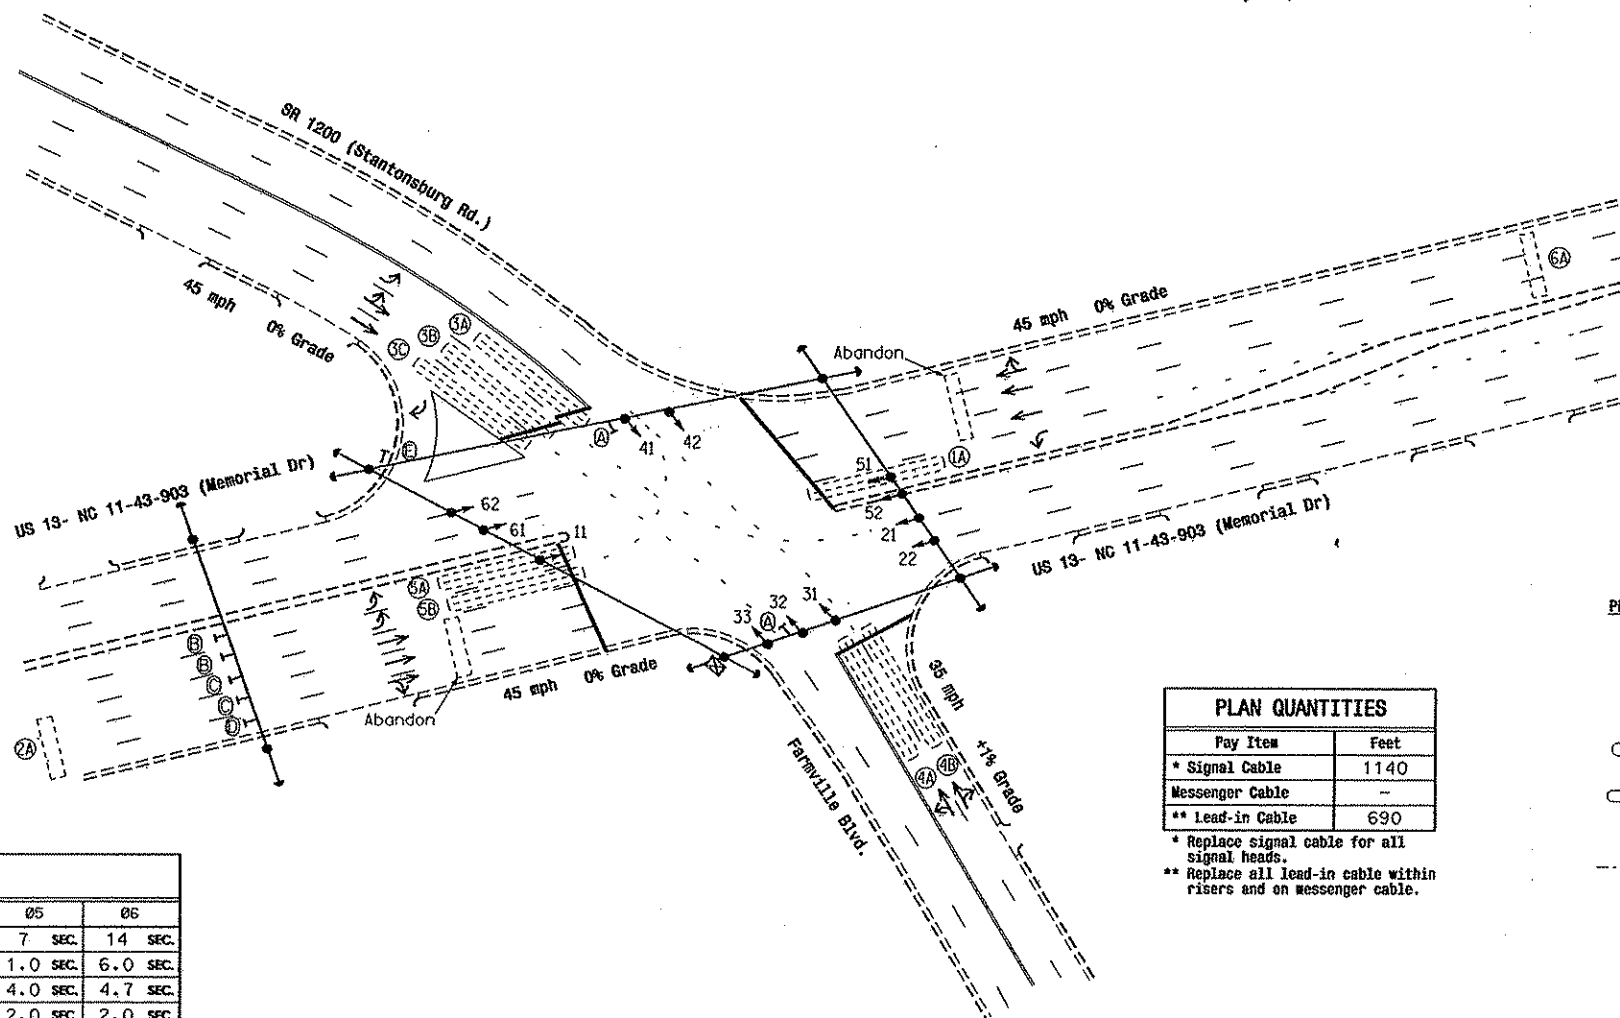 SR 1200 (Stantonsburg Rd.)
45 mph 0% Grade
6A
45 mph 0% Grade
Abandon
3A
3B
3C
A
41
42
E
US 13- NC 11-43-903 (Memorial Dr)
1A
51
52
21
22
62
61
11
US 13- NC 11-43-903 (Memorial Dr)
5A
5B
31
32
33
A
B
B
C
C
D
2A
45 mph 0% Grade
Abandon
35 mph
+1% Grade
4A
4B
Farmville Blvd.
PLAN QUANTITIES
Pay Item Feet
* Signal Cable 1140
Messenger Cable -
** Lead-in Cable 690
* Replace signal cable for all
signal heads.
** Replace all lead-in cable within
risers and on messenger cable.
Ø5 Ø6
7 SEC. 14 SEC.
1.0 SEC. 6.0 SEC.
4.0 SEC. 4.7 SEC.
2.0 SEC. 2.0 SEC.